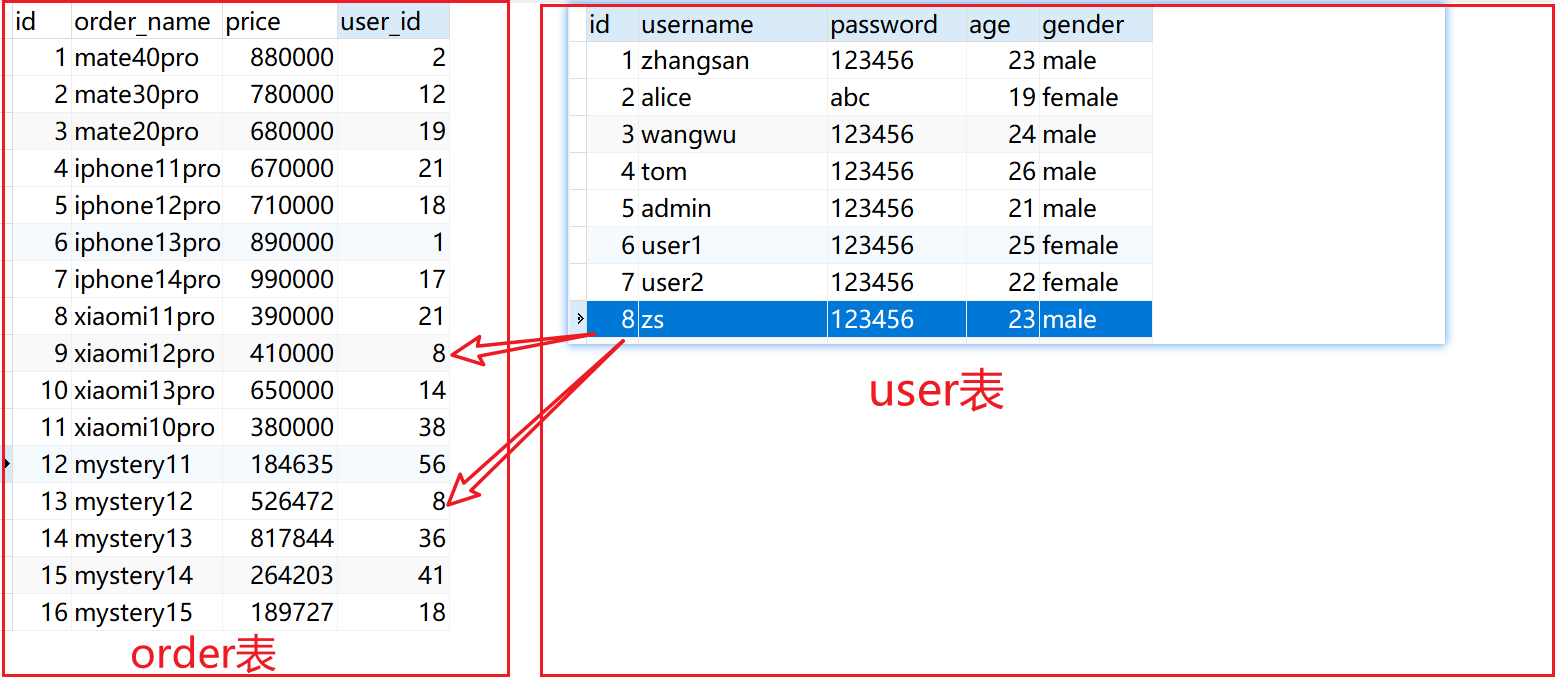 id order_name price user_id
1 mate40pro 880000 2
2 mate30pro 780000 12
3 mate20pro 680000 19
4 iphone11pro 670000 21
5 iphone12pro 710000 18
6 iphone13pro 890000 1
7 iphone14pro 990000 17
8 xiaomi11pro 390000 21
9 xiaomi12pro 410000 8
10 xiaomi13pro 650000 14
11 xiaomi10pro 380000 38
12 mystery11 184635 56
13 mystery12 526472 8
14 mystery13 817844 36
15 mystery14 264203 41
16 mystery15 189727 18
order表
id username password age gender
1 zhangsan 123456 23 male
2 alice abc 19 female
3 wangwu 123456 24 male
4 tom 123456 26 male
5 admin 123456 21 male
6 user1 123456 25 female
7 user2 123456 22 female
8 zs 123456 23 male
user表